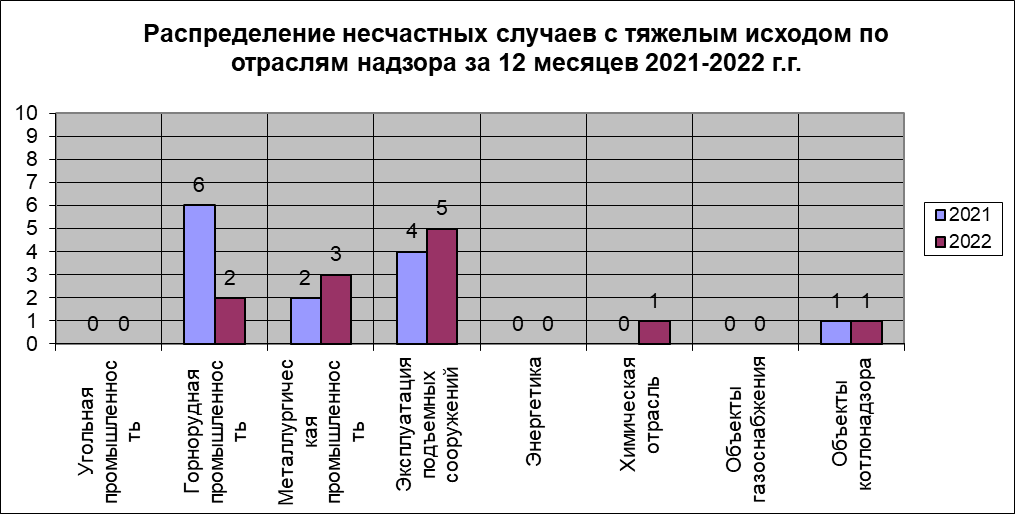 Распределение несчастных случаев с тяжелым исходом по
отраслям надзора за 12 месяцев 2021-2022 г.г.
10
9
8
7
6
5
4
3
2
1
0
0 0
6 2
2 3
4 5
0 0
0 1
0 0
1 1
Угольная
промышленнос
ть
Горнорудная
промышленнос
ть
Металлургичес
кая
промышленнос
ть
Эксплуатация
подъемных
сооружений
Энергетика
Химическая
отрасль
Объекты
газоснабжения
Объекты
котлонадзора
2021
2022